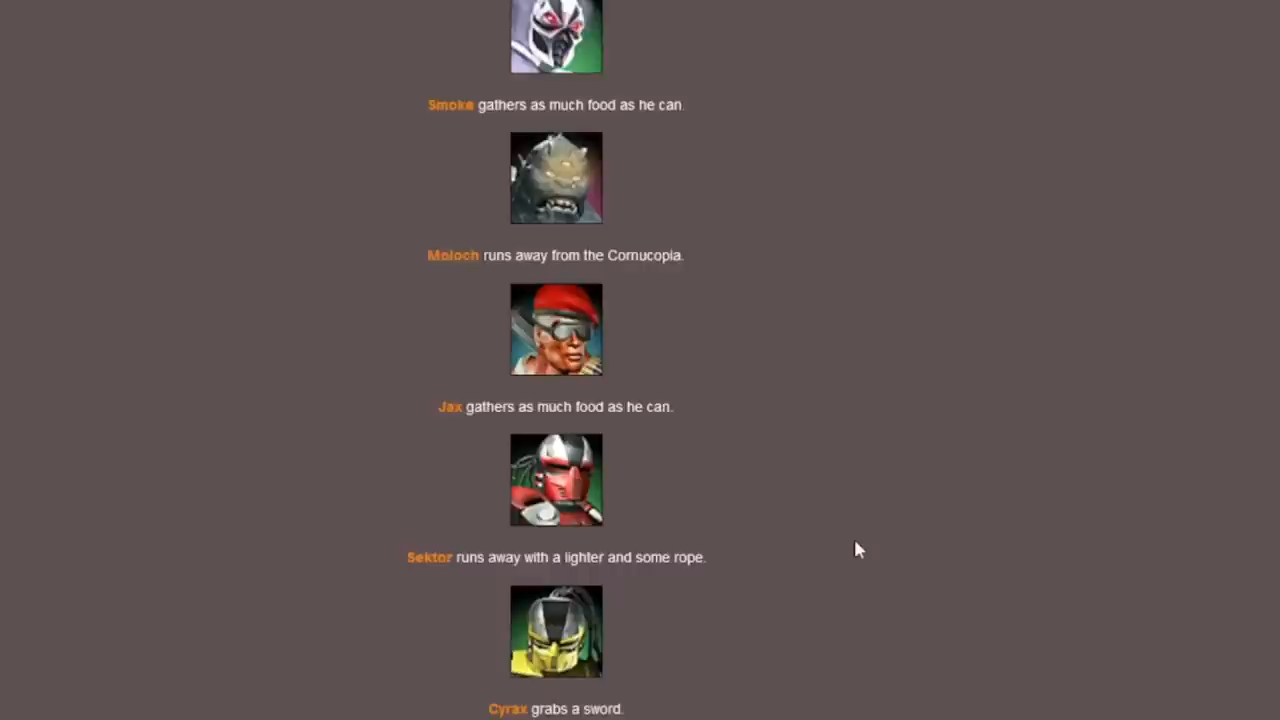 Smoke gathers as much food as he can.
Moloch runs away from the Cornucopia.
Jax gathers as much food as he can.
Sektor runs away with a lighter and some rope.
Cyrax grabs a sword.